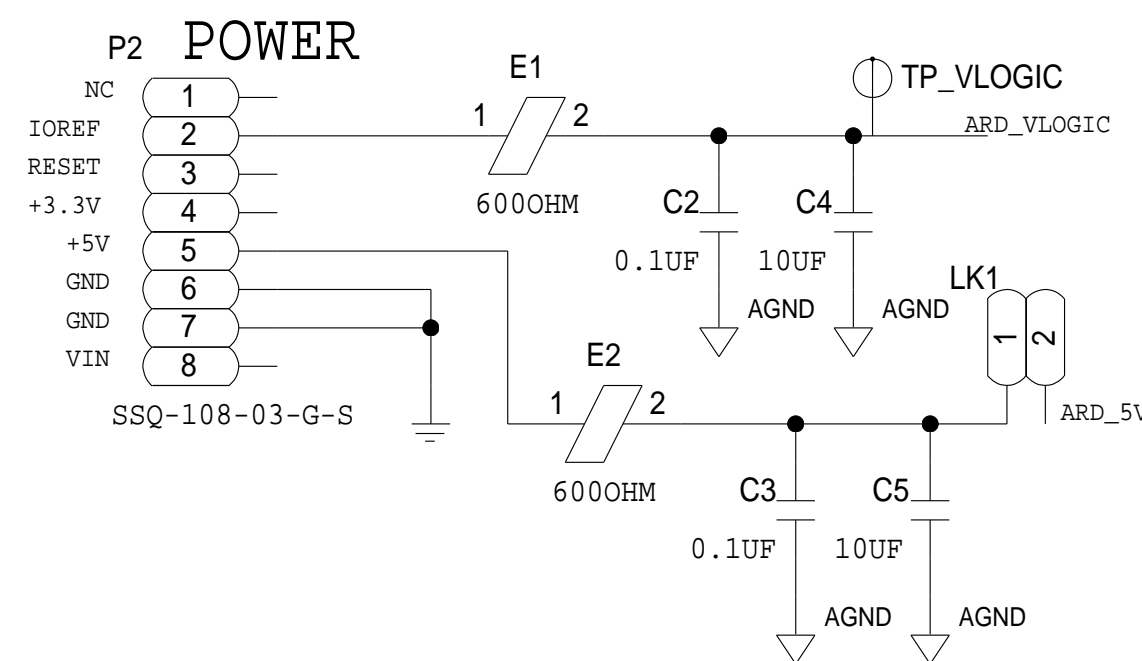 P2 POWER
NC 1
IOREF 2
RESET 3
+3.3V 4
+5V 5
GND 6
GND 7
VIN 8
SSQ-108-03-G-S
E1
1 2
600OHM
TP_VLOGIC
ARD_VLOGIC
C2
0.1UF
AGND
C4
10UF
AGND
LK1
1 2
ARD_5V
E2
1 2
600OHM
C3
0.1UF
AGND
C5
10UF
AGND